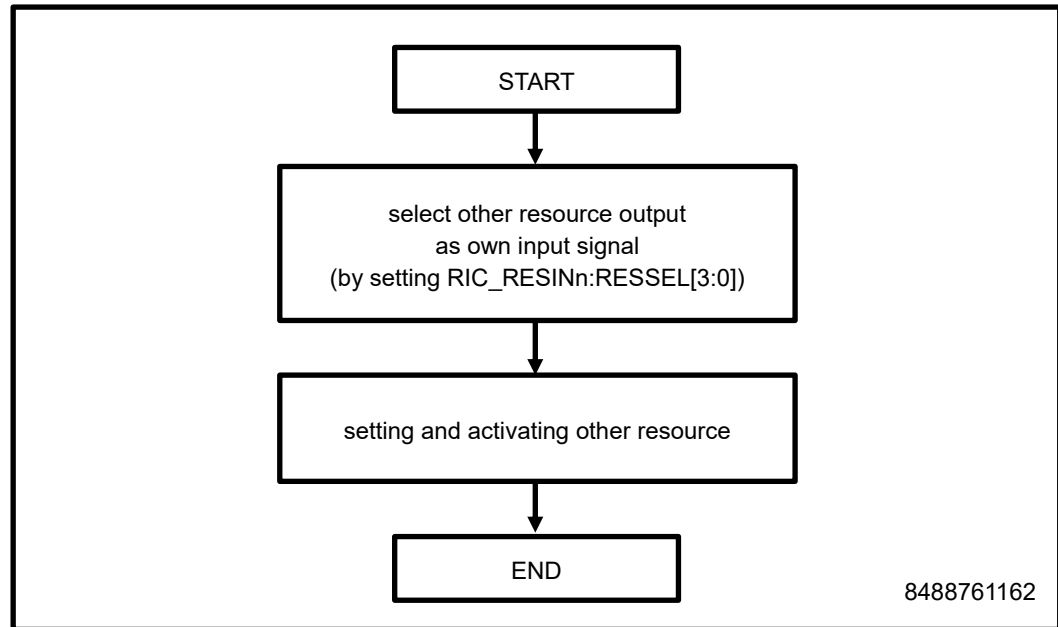 START
select other resource output
as own input signal
(by setting RIC_RESINn:RESSEL[3:0])
setting and activating other resource
END
8488761162